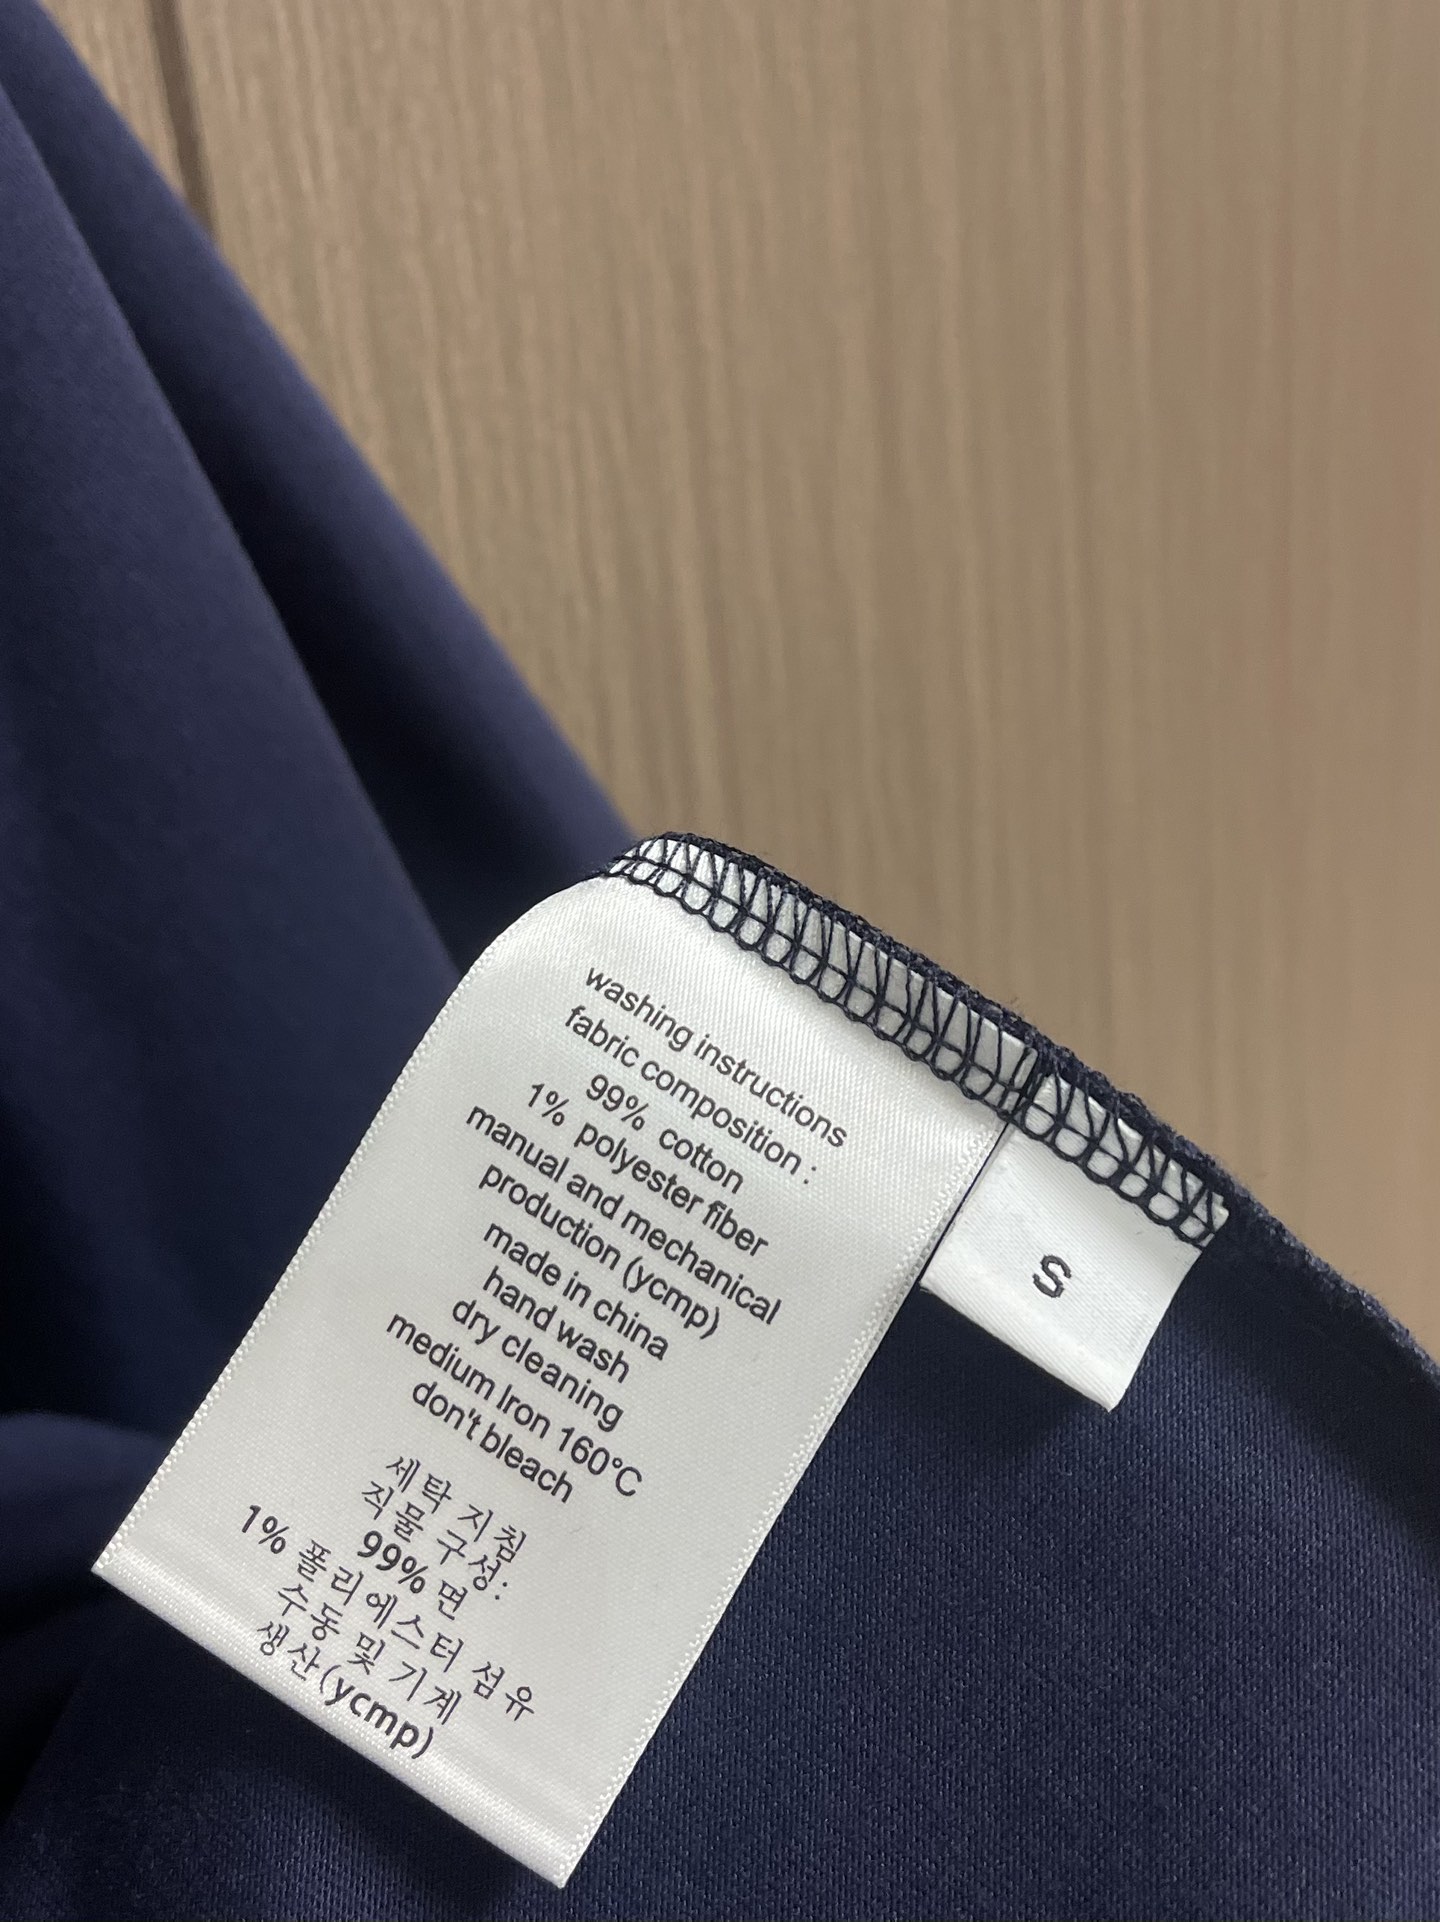 washing instructions
fabric composition :
99% cotton
1% polyester fiber
manual and mechanical
production (ycmp)
made in china
hand wash
dry cleaning
medium Iron 160°C
don't bleach
세탁 지침
직물 구성:
99% 면
1% 폴리에스터 섬유
수동 및 기계
생산(ycmp)
S